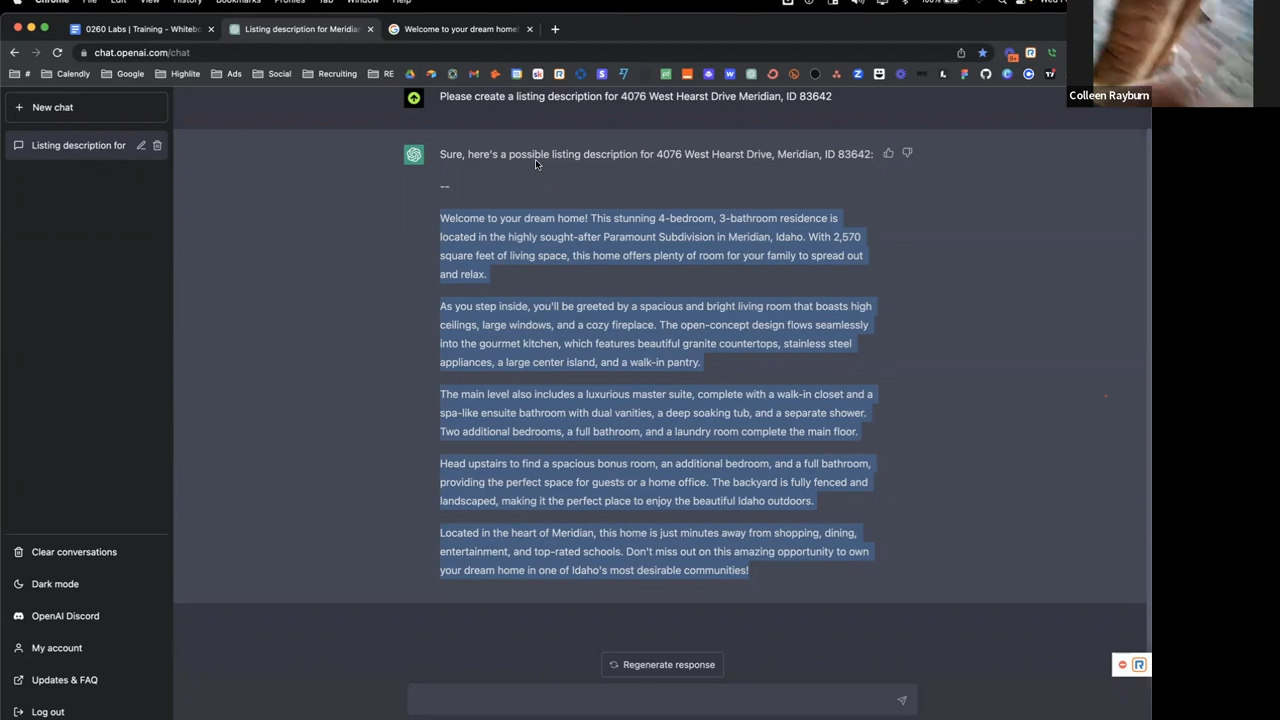 Chrome File Edit View History Bookmarks Profiles Tab Window Help
0260 Labs | Training - Whitebo
Listing description for Meridian
Welcome to your dream home!
chat.openai.com/chat
#
Calendly
Google
Highlite
Ads
Social
Recruiting
RE
Colleen Rayburn
New chat
Listing description for
Please create a listing description for 4076 West Hearst Drive Meridian, ID 83642
Sure, here's a possible listing description for 4076 West Hearst Drive, Meridian, ID 83642:
--
Welcome to your dream home! This stunning 4-bedroom, 3-bathroom residence is
located in the highly sought-after Paramount Subdivision in Meridian, Idaho. With 2,570
square feet of living space, this home offers plenty of room for your family to spread out
and relax.
As you step inside, you'll be greeted by a spacious and bright living room that boasts high
ceilings, large windows, and a cozy fireplace. The open-concept design flows seamlessly
into the gourmet kitchen, which features beautiful granite countertops, stainless steel
appliances, a large center island, and a walk-in pantry.
The main level also includes a luxurious master suite, complete with a walk-in closet and a
spa-like ensuite bathroom with dual vanities, a deep soaking tub, and a separate shower.
Two additional bedrooms, a full bathroom, and a laundry room complete the main floor.
Head upstairs to find a spacious bonus room, an additional bedroom, and a full bathroom,
providing the perfect space for guests or a home office. The backyard is fully fenced and
landscaped, making it the perfect place to enjoy the beautiful Idaho outdoors.
Located in the heart of Meridian, this home is just minutes away from shopping, dining,
entertainment, and top-rated schools. Don't miss out on this amazing opportunity to own
your dream home in one of Idaho's most desirable communities!
Clear conversations
Dark mode
OpenAI Discord
My account
Updates & FAQ
Log out
Regenerate response